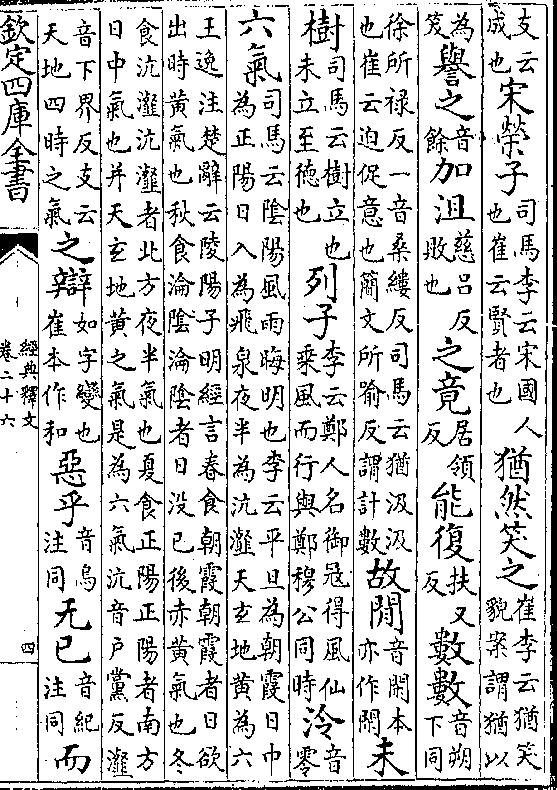 支云成也宋榮子司馬李云宋國人也崔云賢者也猶然笑之崔李云猶笑貌案謂猶以
為笑譽之音餘加沮慈呂反敗也之竟居領反能復扶又反數數音朔下同
徐所禄反一音桑縷反司馬云猶汲汲也崔云迫促意也簡文所喻反謂計數故閒音閑本亦作閑未
樹司馬云樹立也未立至德也列子李云鄭人名御冦得風仙乘風而行與鄭穆公同時泠音零
六氣司馬云陰陽風雨晦明也李云平旦為朝霞日中為正陽日入為飛泉夜半為沆瀣天玄地黄為六
王逸注楚辭云陵陽子明經言春食朝霞朝霞者日欲出時黄氣也秋食淪陰淪陰者日没已後赤黄氣也冬
食沆瀣沆瀣者北方夜半氣也夏食正陽正陽者南方日中氣也并天玄地黄之氣是為六氣沆音户黨反瀣
音下界反支云天地四時之氣之辯如字變也崔本作和惡乎音烏注同无已音紀注同而
欽定四庫全書
經典釋文
卷二十六
四